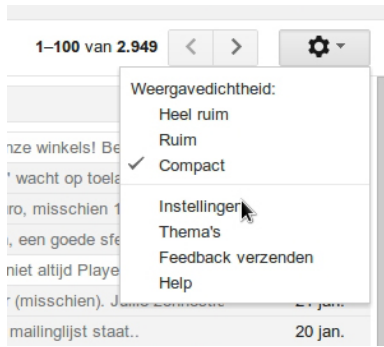 1–100 van 2.949
Weergavedichtheid:
Heel ruim
Ruim
Compact
Instellingen
Thema's
Feedback verzenden
Help
nze winkels! Be
' wacht op toela
ro, misschien 1
, een goede sfe
niet altijd Playe
r (misschien).
21 jan.
mailinglijst staat..
20 jan.